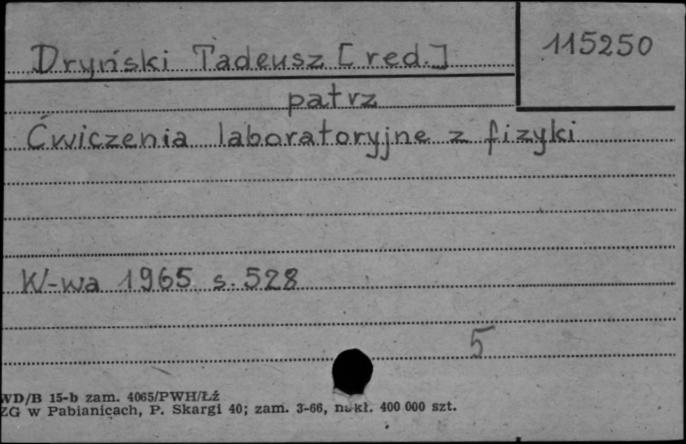 Dryński Tadeusz [red.]
115250
patrz
Ćwiczenia laboratoryjne z fizyki
W-wa 1965 s. 528
5
WD/B 15-b zam. 4065/PWH/Łź
ZG w Pabianicach, P. Skargi 40; zam. 3-66, nakł. 400 000 szt.